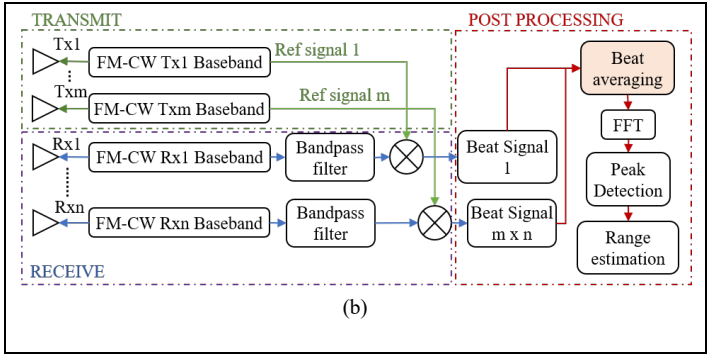 TRANSMIT
POST PROCESSING
Tx1
FM-CW Tx1 Baseband
Ref signal 1
Txm
FM-CW Txm Baseband
Ref signal m
Rx1
FM-CW Rx1 Baseband
Bandpass
filter
Rxn
FM-CW Rxn Baseband
Bandpass
filter
RECEIVE
Beat Signal
1
Beat Signal
m x n
Beat
averaging
FFT
Peak
Detection
Range
estimation
(b)